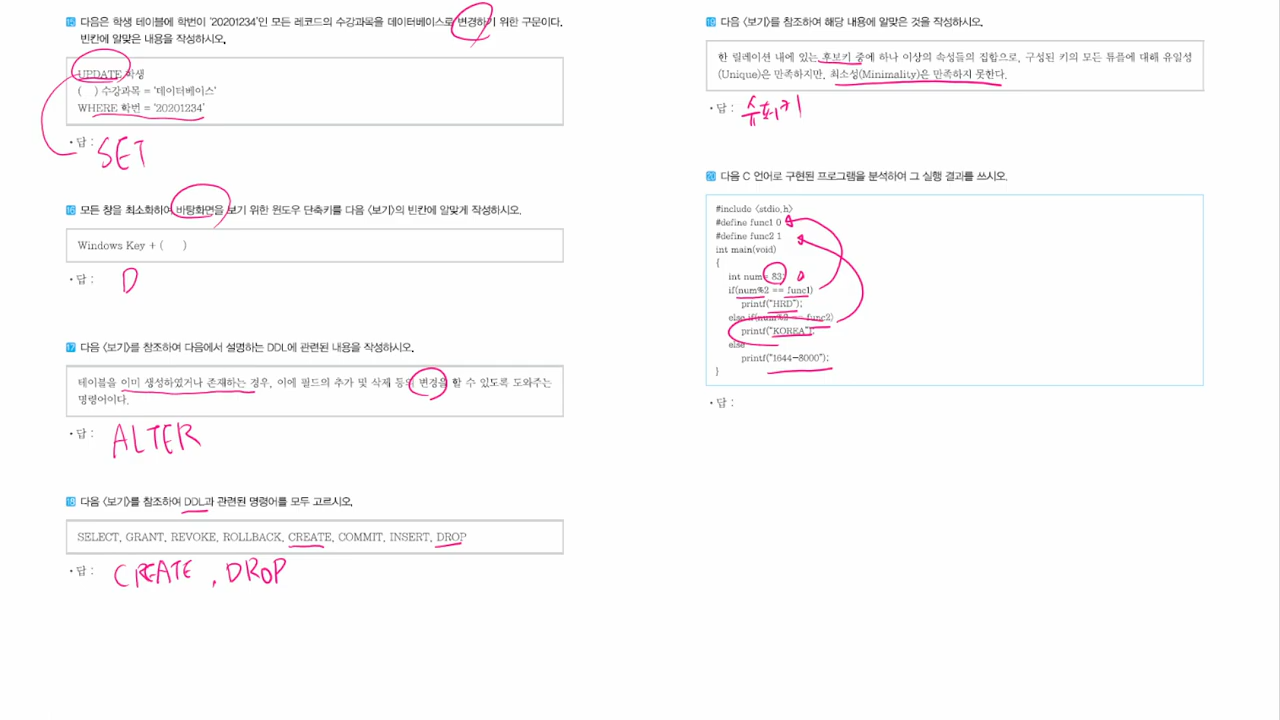 15 다음은 학생 테이블에 학번이 '20201234'인 모든 레코드의 수강과목을 데이터베이스로 변경하기 위한 구문이다.
빈칸에 알맞은 내용을 작성하시오.
UPDATE 학생
( ) 수강과목 = '데이터베이스'
WHERE 학번 = '20201234'
• 답 : SET
16 모든 창을 최소화하여 바탕화면을 보기 위한 윈도우 단축키를 다음 <보기>의 빈칸에 알맞게 작성하시오.
Windows Key + ( )
• 답 : D
17 다음 <보기>를 참조하여 다음에서 설명하는 DDL에 관련된 내용을 작성하시오.
테이블을 이미 생성하였거나 존재하는 경우, 이에 필드의 추가 및 삭제 등의 변경을 할 수 있도록 도와주는
명령어이다.
• 답 : ALTER
18 다음 <보기>를 참조하여 DDL과 관련된 명령어를 모두 고르시오.
SELECT, GRANT, REVOKE, ROLLBACK, CREATE, COMMIT, INSERT, DROP
• 답 : CREATE , DROP
19 다음 <보기>를 참조하여 해당 내용에 알맞은 것을 작성하시오.
한 릴레이션 내에 있는 후보키 중에 하나 이상의 속성들의 집합으로, 구성된 키의 모든 튜플에 대해 유일성
(Unique)은 만족하지만, 최소성(Minimality)은 만족하지 못한다.
• 답 : 슈퍼키
20 다음 C 언어로 구현된 프로그램을 분석하여 그 실행 결과를 쓰시오.
#include <stdio.h>
#define func1 0
#define func2 1
int main(void)
{
int num= 83;
if(num%2 == func1)
printf("HRD");
else if(num%2 == func2)
printf("KOREA");
else
printf("1644-8000");
}
• 답 :